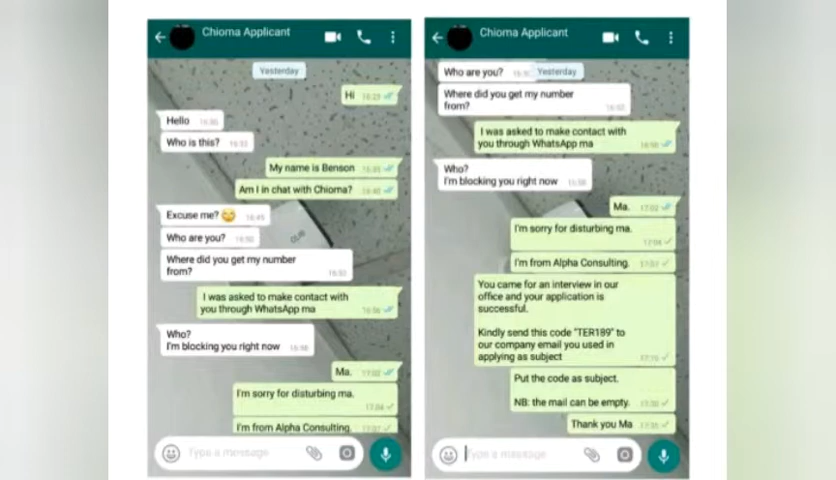 Chioma Applicant
Yesterday
Hi
Hello
Who is this?
My name is Benson
Am I in chat with Chioma?
Excuse me?
Who are you?
Where did you get my number
from?
I was asked to make contact with
you through WhatsApp ma
Who?
I'm blocking you right now
Ma.
I'm sorry for disturbing ma.
I'm from Alpha Consulting.
Type a message
Chioma Applicant
Who are you?
Yesterday
Where did you get my number
from?
I was asked to make contact with
you through WhatsApp ma
Who?
I'm blocking you right now
Ma.
I'm sorry for disturbing ma.
I'm from Alpha Consulting.
You came for an interview in our
office and your application is
successful.
Kindly send this code "TER189" to
our company email you used in
applying as subject
Put the code as subject.
NB: the mail can be empty.
Thank you Ma
Type a message